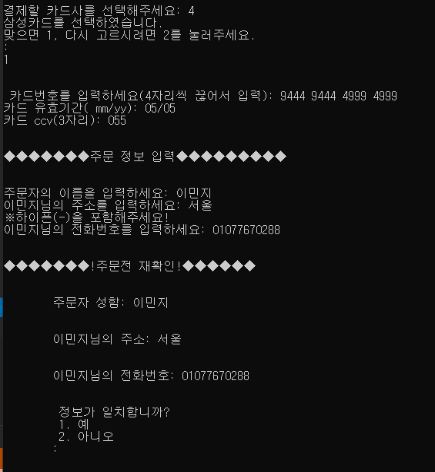 결제할 카드사를 선택해주세요: 4
삼성카드를 선택하였습니다.
맞으면 1, 다시 고르시려면 2를 눌러주세요.
:
1
카드번호를 입력하세요(4자리씩 끊어서 입력): 9444 9444 4999 4999
카드 유효기간( mm/yy): 05/05
카드 ccv(3자리): 055
◆◆◆◆◆◆◆주문 정보 입력◆◆◆◆◆◆◆◆◆
주문자의 이름을 입력하세요: 이민지
이민지님의 주소를 입력하세요: 서울
※하이픈(-)을 포함해주세요!
이민지님의 전화번호를 입력하세요: 01077670288
◆◆◆◆◆◆◆!주문전 재확인!◆◆◆◆◆◆
주문자 성함: 이민지
이민지님의 주소: 서울
이민지님의 전화번호: 01077670288
정보가 일치합니까?
1. 예
2. 아니오
: